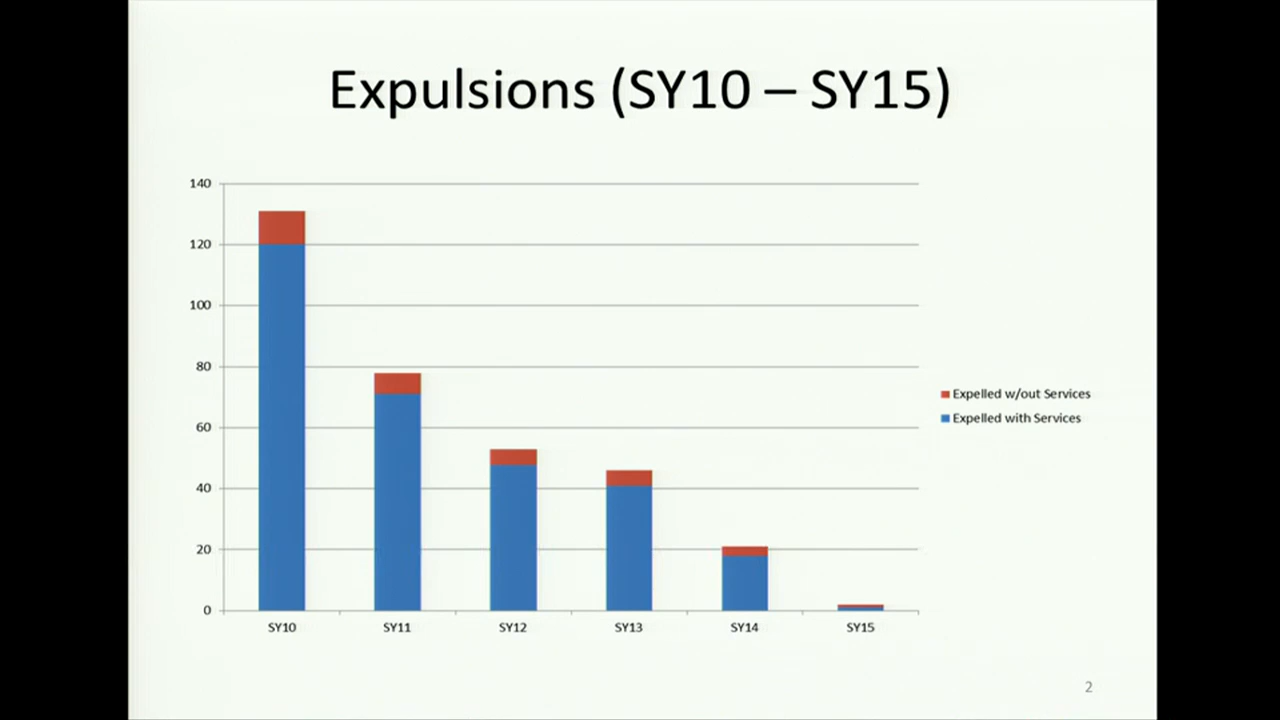 Expulsions (SY10 – SY15)
140
120
100
80
60
40
20
0
SY10 SY11 SY12 SY13 SY14 SY15
Expelled w/out Services
Expelled with Services
2